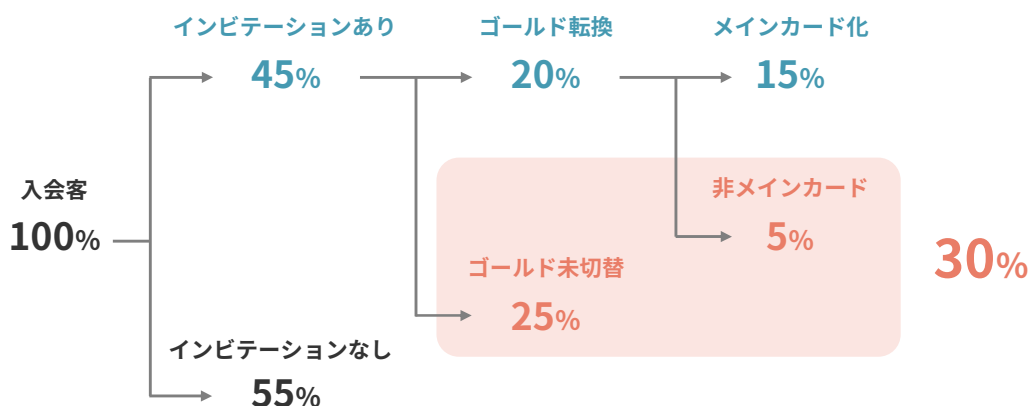 インビテーションあり
45%
ゴールド転換
20%
メインカード化
15%
入会客
100%
非メインカード
5%
30%
ゴールド未切替
25%
インビテーションなし
55%